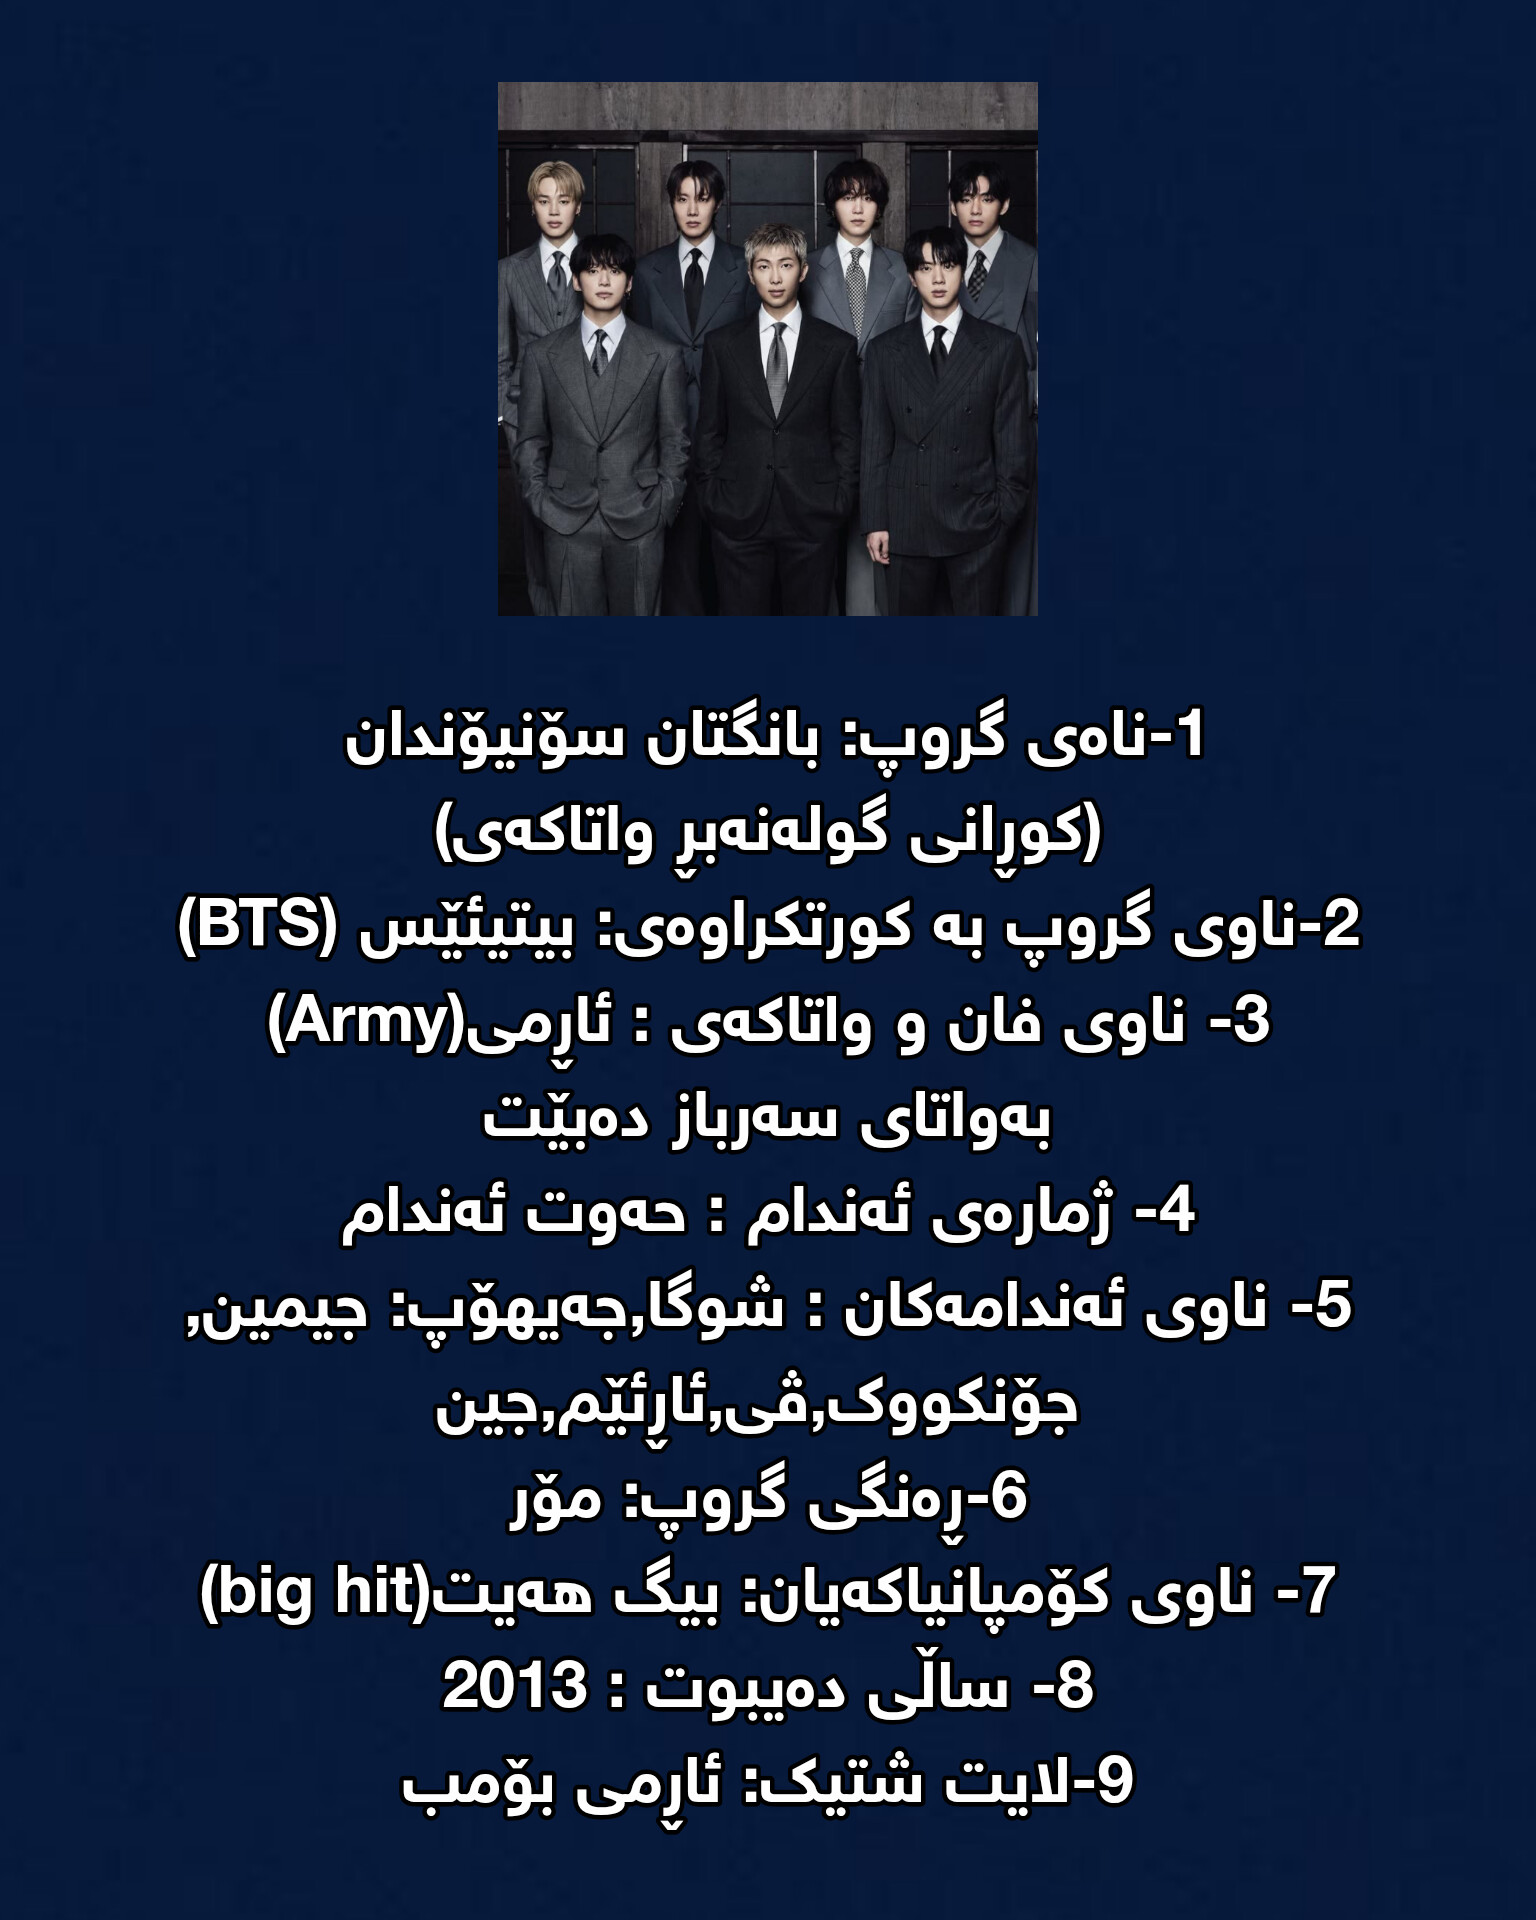 1-ناەی گروپ: بانگتان سۆنیۆندان
(کوڕانی گولەنەبڕ واتاکەی)
2-ناوی گروپ بە کورتکراوەی: بیتیئێس (BTS)
3- ناوی فان و واتاکەی : ئاڕمی(Army)
بەواتای سەرباز دەبێت
4- ژمارەی ئەندام : حەوت ئەندام
5- ناوی ئەندامەکان : شوگا,جەیهۆپ: جیمین,
جۆنکووک,ڤی,ئاڕئێم,جین
6-ڕەنگی گروپ: مۆر
7- ناوی کۆمپانیاکەیان: بیگ هەیت(big hit)
8- ساڵی دەیبوت : 2013
9-لایت شتیک: ئاڕمی بۆمب